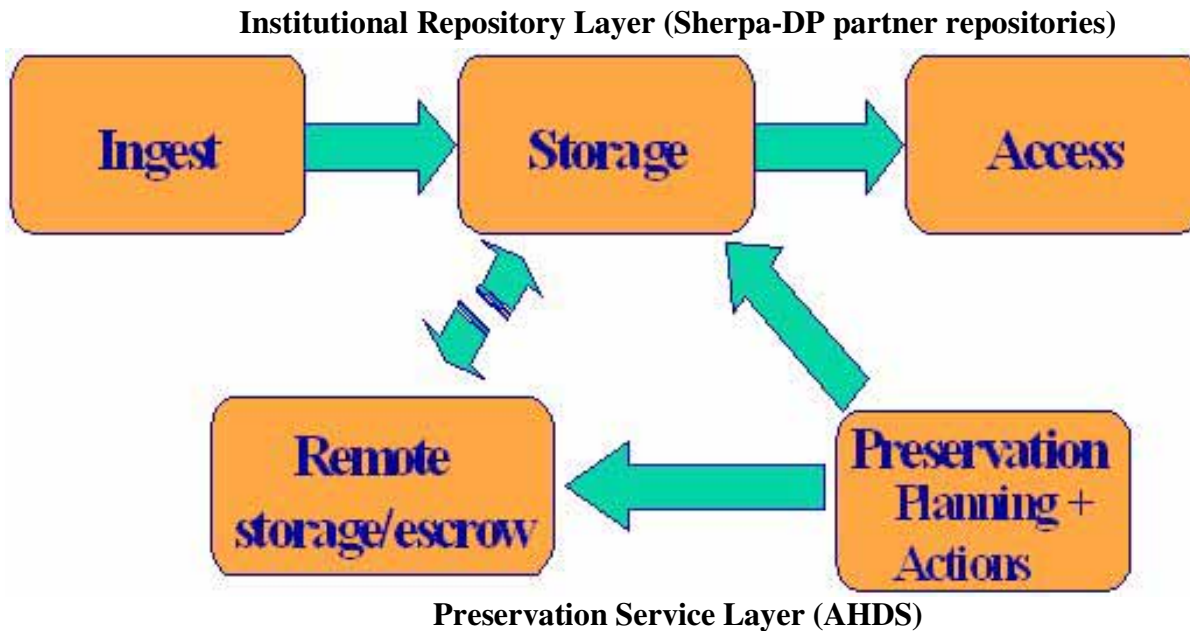 Institutional Repository Layer (Sherpa-DP partner repositories)
Ingest
Storage
Access
Remote
storage/escrow
Preservation
Planning +
Actions
Preservation Service Layer (AHDS)